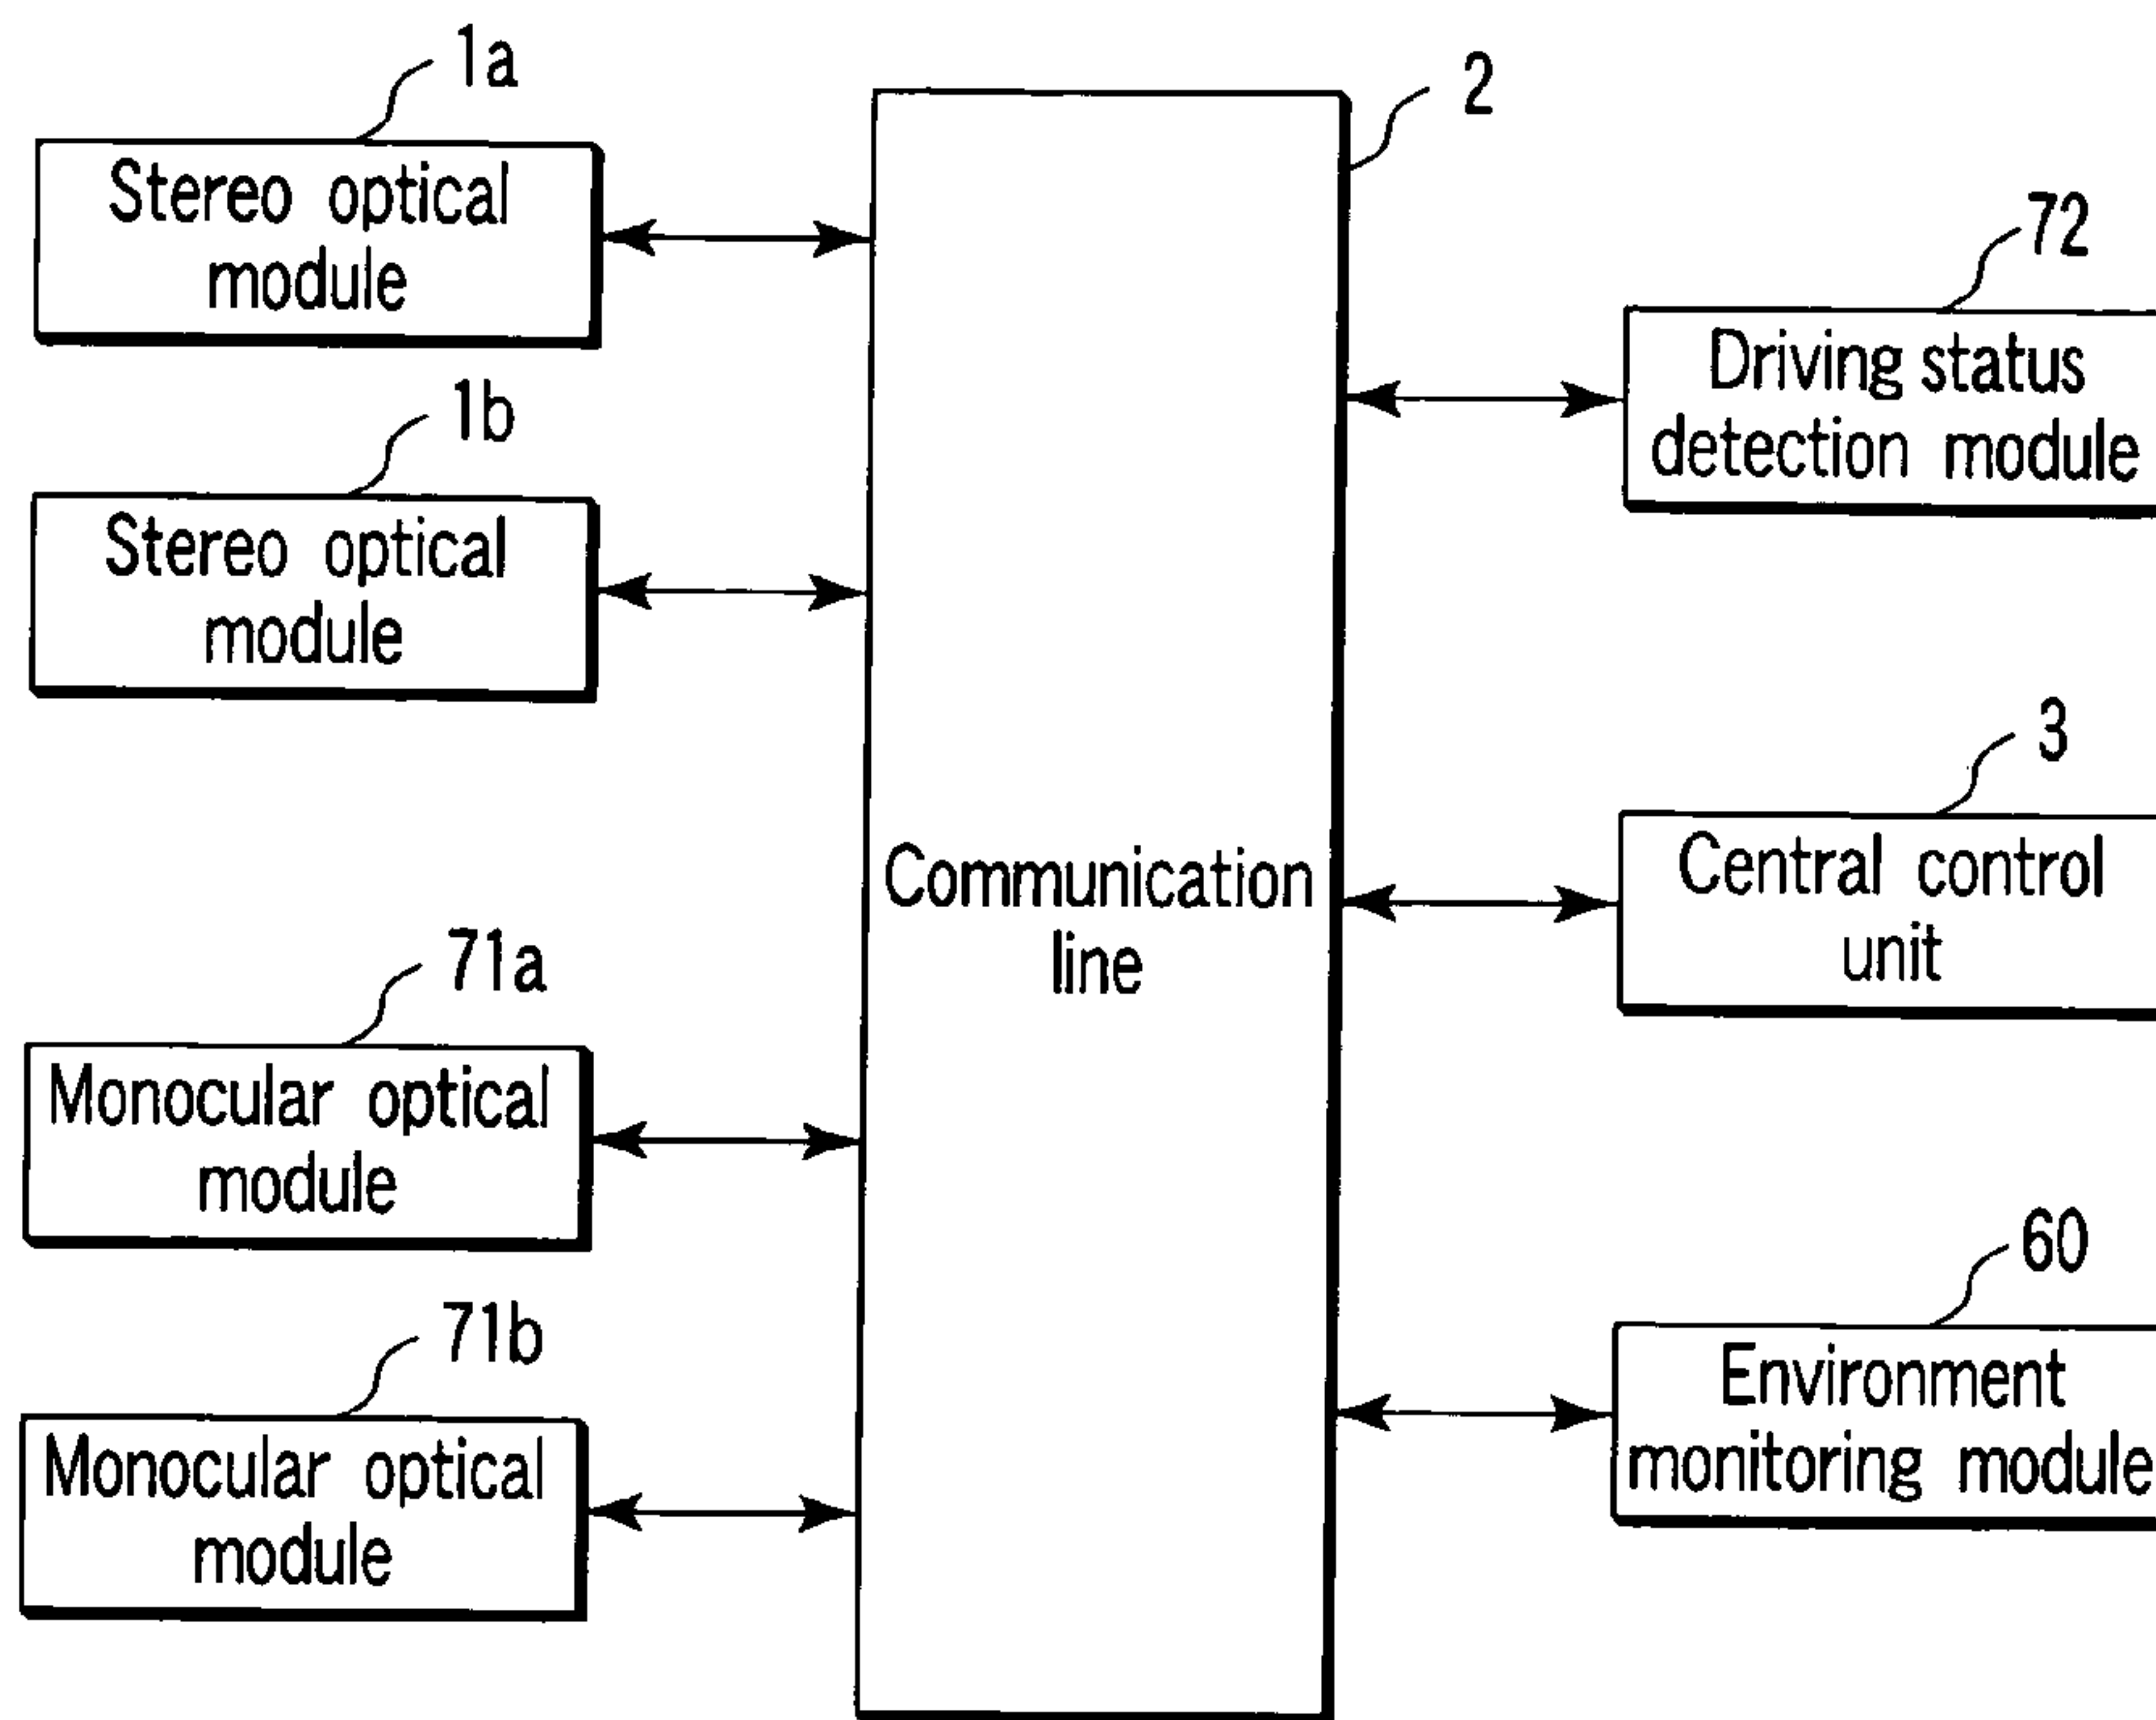 1a
Stereo optical
module
1b
Stereo optical
module
71a
Monocular optical
module
71b
Monocular optical
module
2
Communication
line
72
Driving status
detection module
3
Central control
unit
60
Environment
monitoring module